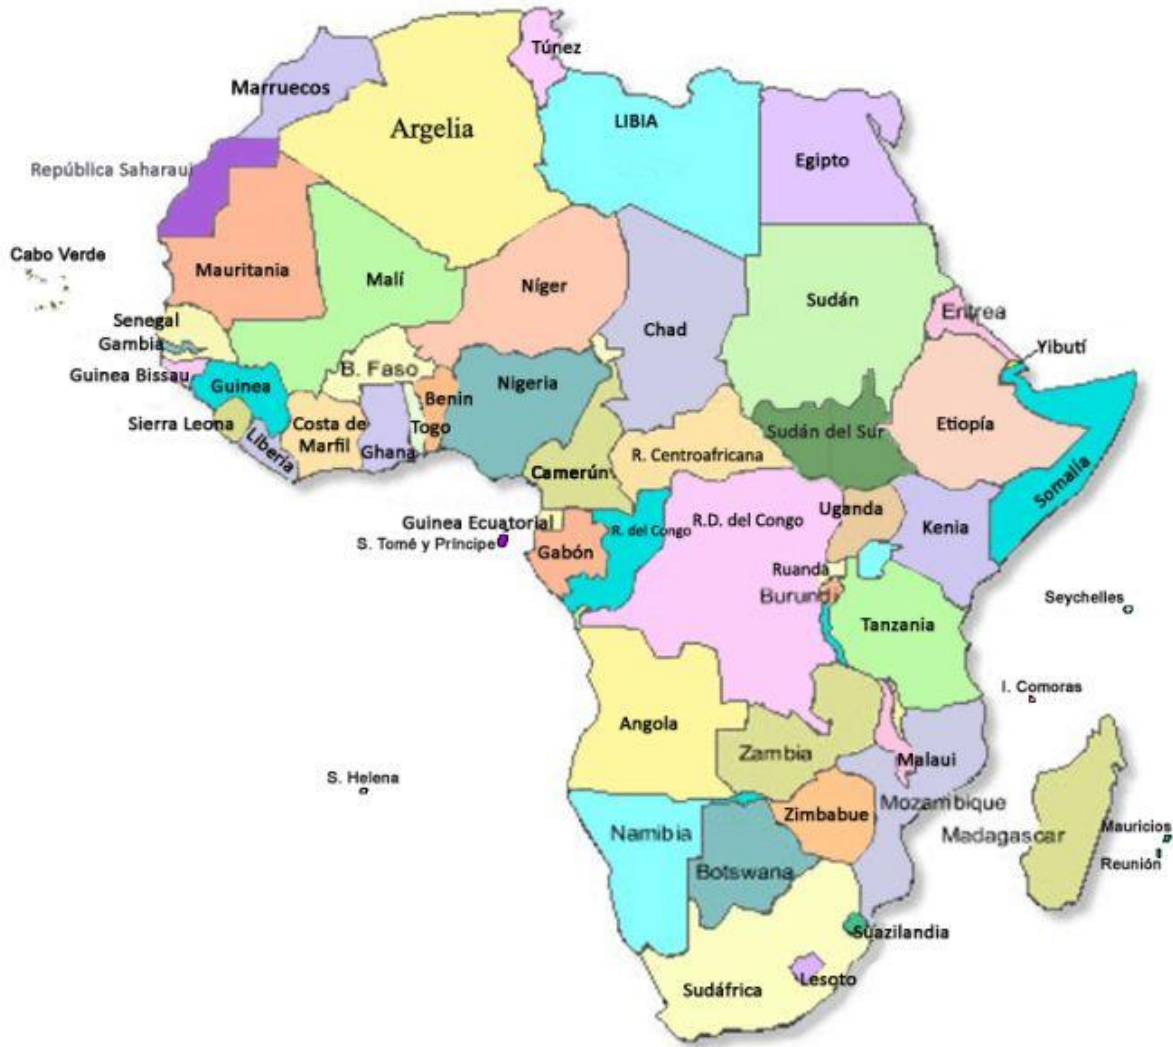 Túnez
Marruecos
Argelia
LIBIA
Egipto
República Saharaui
Cabo Verde
Mauritania
Malí
Níger
Chad
Sudán
Eritrea
Senegal
Gambia
Yibutí
Guinea Bissau
Guinea
B. Faso
Nigeria
Benin
Sierra Leona
Liberia
Costa de
Marfil
Ghana
Togo
Sudán del Sur
Etiopía
R. Centroafricana
Camerún
Somalía
Uganda
Kenia
Guinea Ecuatorial
R. del Congo
R.D. del Congo
S. Tomé y Príncipe
Gabón
Ruanda
Burundi
Seychelles
Tanzania
I. Comoras
Angola
Zambia
Malaui
S. Helena
Mozambique
Zimbabue
Namibia
Madagascar
Mauricios
Reunión
Botswana
Suazilandia
Lesoto
Sudáfrica